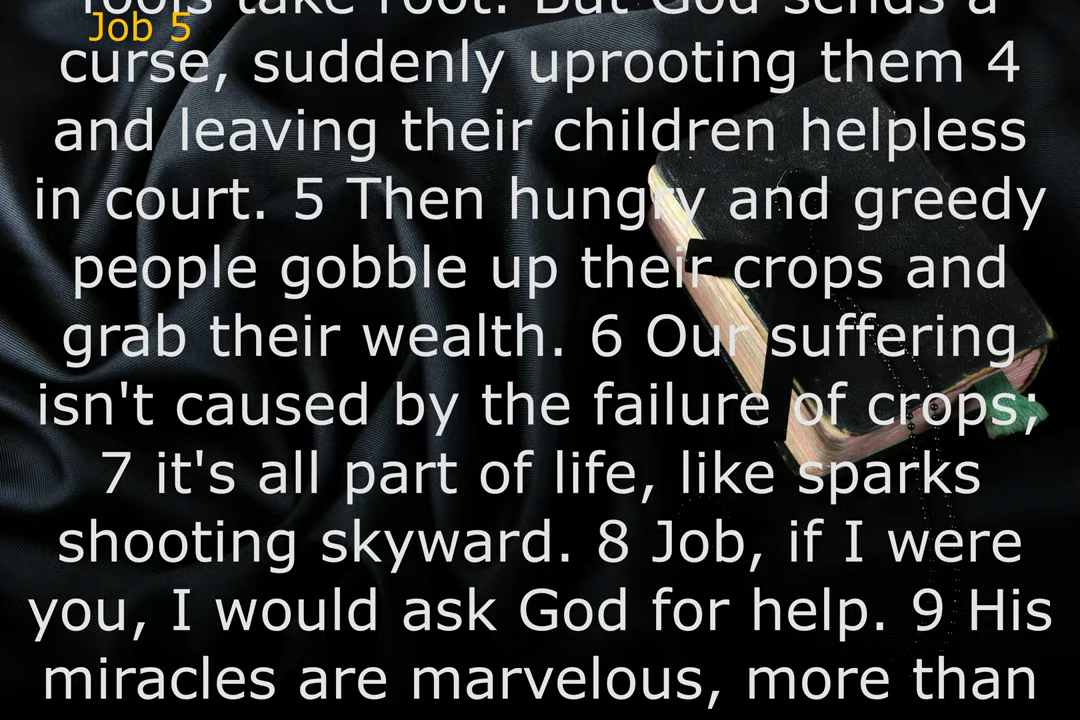 fools take root. But God sends a
Job 5
curse, suddenly uprooting them 4
and leaving their children helpless
in court. 5 Then hungry and greedy
people gobble up their crops and
grab their wealth. 6 Our suffering
isn't caused by the failure of crops;
7 it's all part of life, like sparks
shooting skyward. 8 Job, if I were
you, I would ask God for help. 9 His
miracles are marvelous, more than